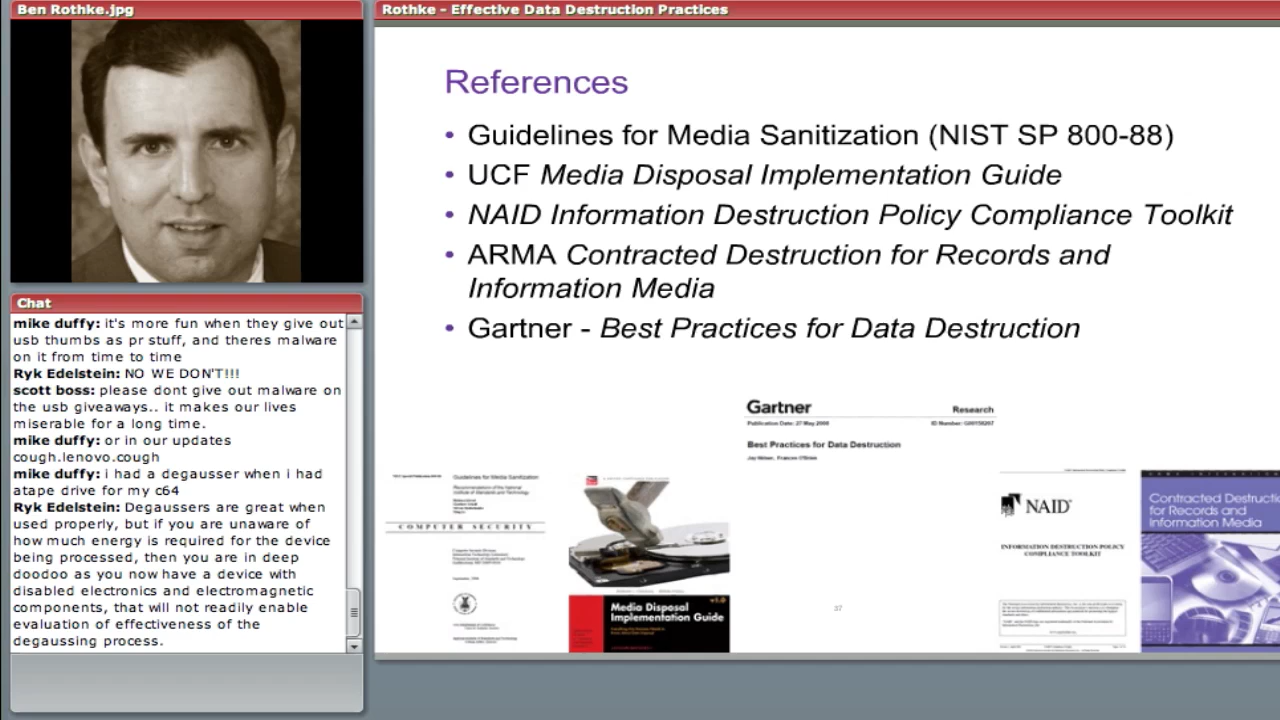 Ben Rothke.jpg
Rothke - Effective Data Destruction Practices
References
• Guidelines for Media Sanitization (NIST SP 800-88)
• UCF Media Disposal Implementation Guide
• NAID Information Destruction Policy Compliance Toolkit
• ARMA Contracted Destruction for Records and
Information Media
• Gartner - Best Practices for Data Destruction
Gartner
Research
Best Practices for Data Destruction
Guidelines for Media Sanitization
COMPUTER SECURITY
v1.0
Media Disposal
Implementation Guide
NAID
INFORMATION DESTRUCTION POLICY
COMPLIANCE TOOLKIT
Contracted Destructio
for Records and
Information Media
37
Chat
mike duffy: it's more fun when they give out
usb thumbs as pr stuff, and theres malware
on it from time to time
Ryk Edelstein: NO WE DON'T!!!
scott boss: please dont give out malware on
the usb giveaways.. it makes our lives
miserable for a long time.
mike duffy: or in our updates
cough.lenovo.cough
mike duffy: i had a degausser when i had
atape drive for my c64
Ryk Edelstein: Degaussers are great when
used properly, but if you are unaware of
how much energy is required for the device
being processed, then you are in deep
doodoo as you now have a device with
disabled electronics and electromagnetic
components, that will not readily enable
evaluation of effectiveness of the
degaussing process.